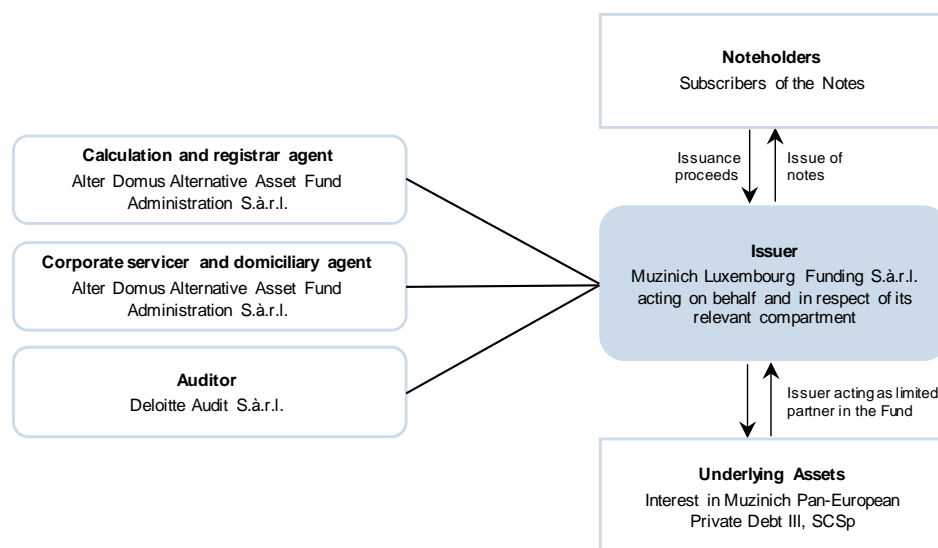 Noteholders
Subscribers of the Notes
Calculation and registrar agent
Alter Domus Alternative Asset Fund
Administration S.à.r.l.
Issuance
proceeds
Issue of
notes
Corporate servicer and domiciliary agent
Alter Domus Alternative Asset Fund
Administration S.à.r.l.
Issuer
Muzinich Luxembourg Funding S.à.r.l.
acting on behalf and in respect of its
relevant compartment
Auditor
Deloitte Audit S.à.r.l.
Issuer acting as limited
partner in the Fund
Underlying Assets
Interest in Muzinich Pan-European
Private Debt III, SCSp